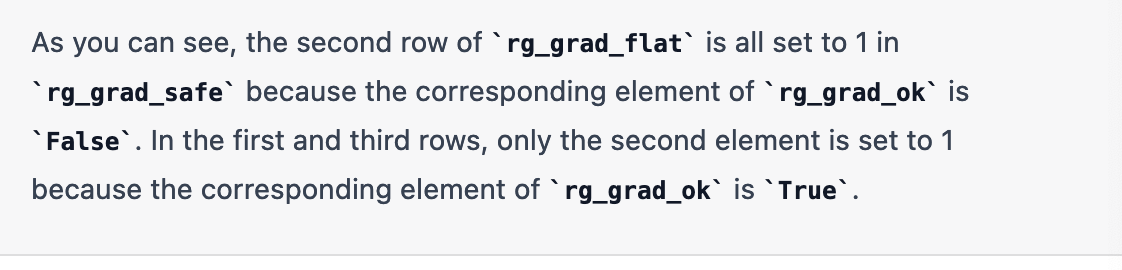 As you can see, the second row of `rg_grad_flat` is all set to 1 in
`rg_grad_safe` because the corresponding element of `rg_grad_ok` is
`False`. In the first and third rows, only the second element is set to 1
because the corresponding element of `rg_grad_ok` is `True`.